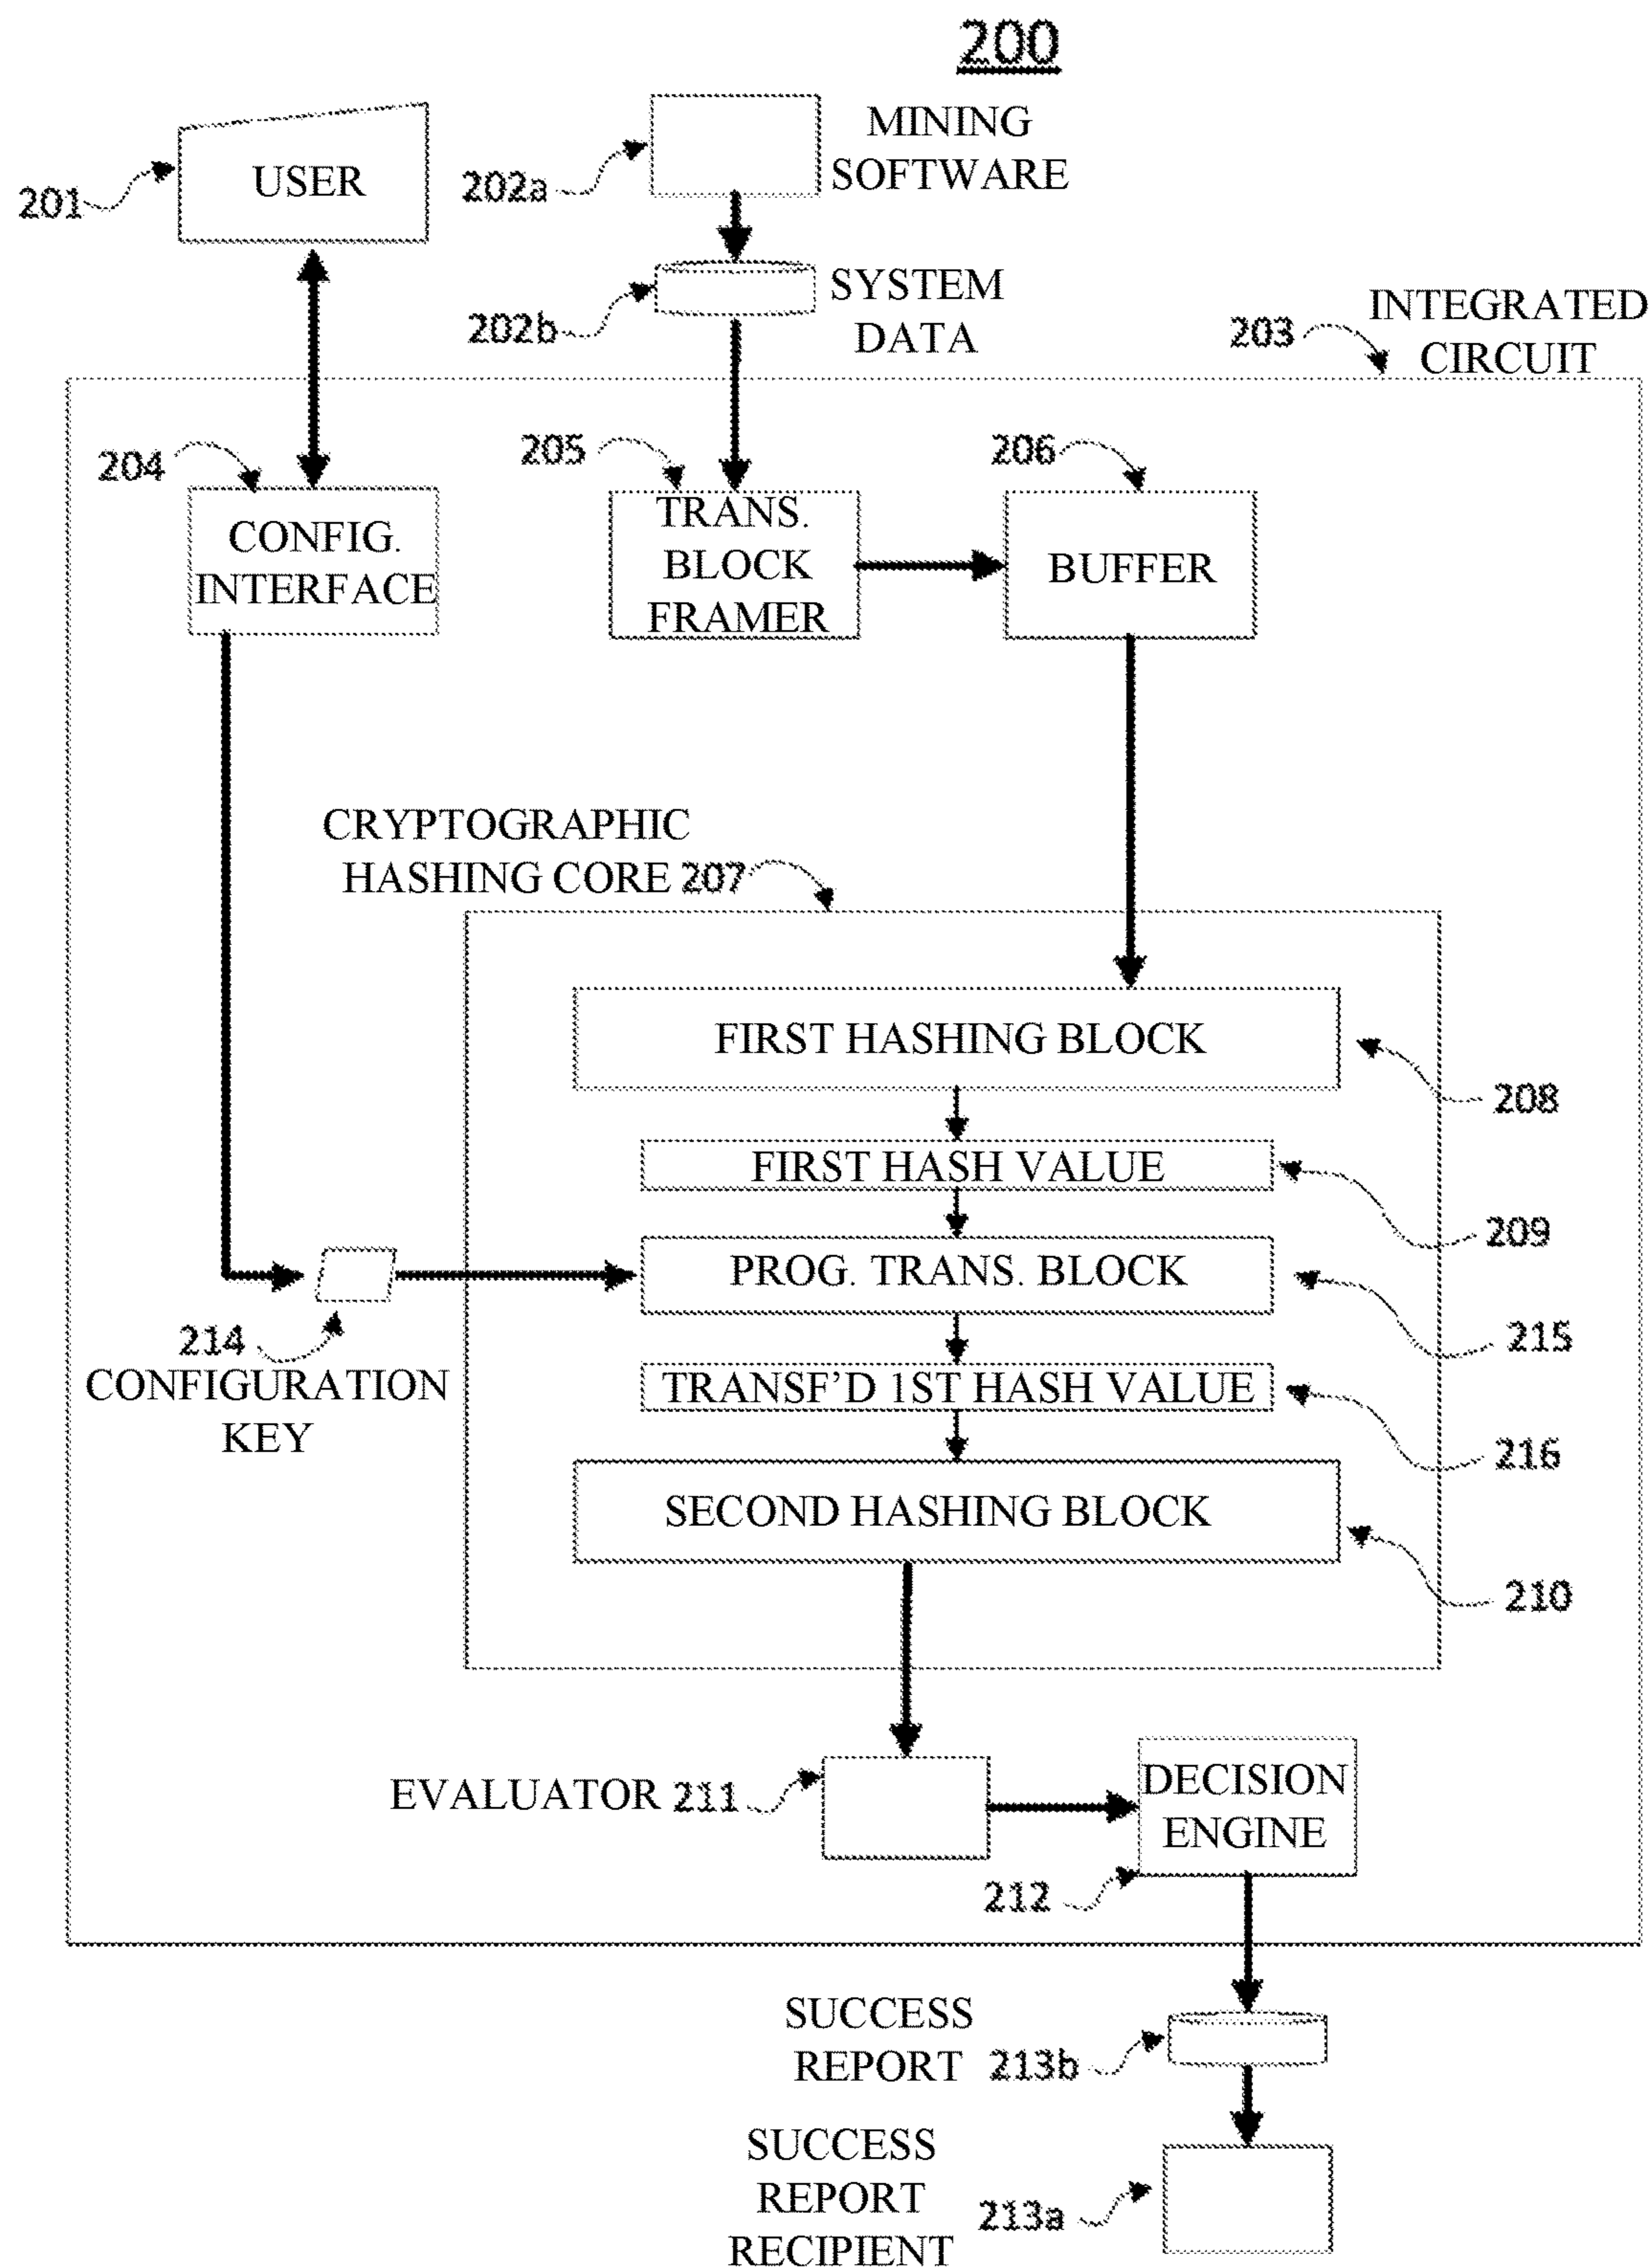 200
201
USER
202a
MINING
SOFTWARE
202b
SYSTEM
DATA
203
INTEGRATED
CIRCUIT
204
CONFIG.
INTERFACE
205
TRANS.
BLOCK
FRAMER
206
BUFFER
CRYPTOGRAPHIC
HASHING CORE 207
FIRST HASHING BLOCK
208
FIRST HASH VALUE
209
PROG. TRANS. BLOCK
215
214
CONFIGURATION
KEY
TRANSF'D 1ST HASH VALUE
216
SECOND HASHING BLOCK
210
EVALUATOR 211
DECISION
ENGINE
212
SUCCESS
REPORT 213b
SUCCESS
REPORT
RECIPIENT
213a